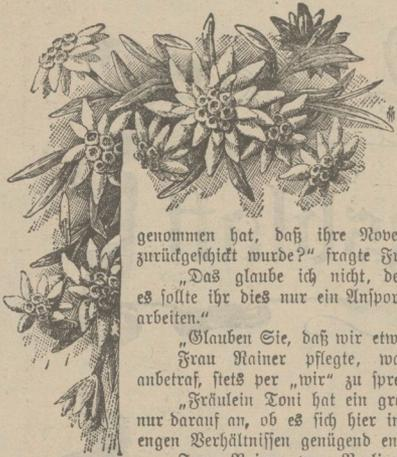 genommen hat, daß ihre Nove
zurückgeschickt wurde?" fragte Fr
„Das glaube ich nicht, de
es sollte ihr dies nur ein Anspor
arbeiten."
„Glauben Sie, daß wir etw
Frau Rainer pflegte, wa
anbetraf, stets per „wir" zu spre
„Fräulein Toni hat ein gr
nur darauf an, ob es sich hier in
engen Verhältnissen genügend en